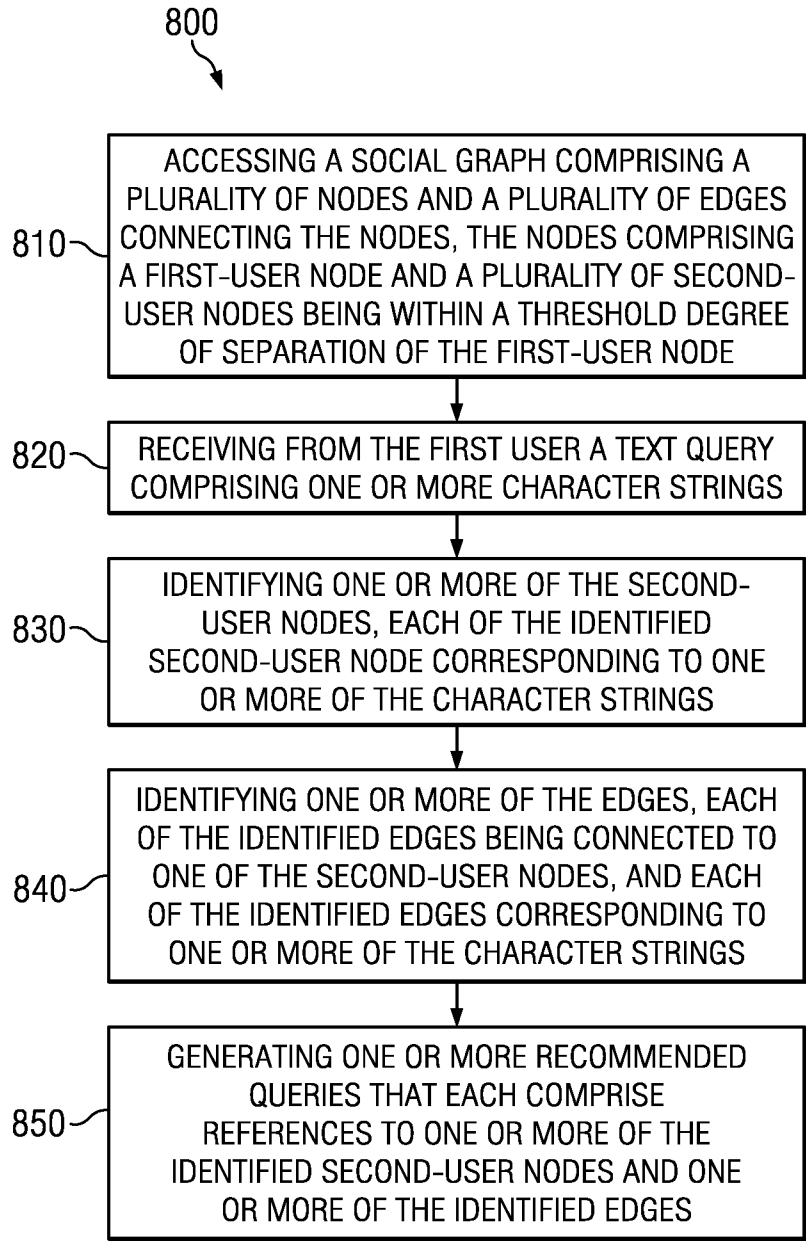 800
810
ACCESSING A SOCIAL GRAPH COMPRISING A
PLURALITY OF NODES AND A PLURALITY OF EDGES
CONNECTING THE NODES, THE NODES COMPRISING
A FIRST-USER NODE AND A PLURALITY OF SECOND-
USER NODES BEING WITHIN A THRESHOLD DEGREE
OF SEPARATION OF THE FIRST-USER NODE
820
RECEIVING FROM THE FIRST USER A TEXT QUERY
COMPRISING ONE OR MORE CHARACTER STRINGS
830
IDENTIFYING ONE OR MORE OF THE SECOND-
USER NODES, EACH OF THE IDENTIFIED
SECOND-USER NODE CORRESPONDING TO ONE
OR MORE OF THE CHARACTER STRINGS
840
IDENTIFYING ONE OR MORE OF THE EDGES, EACH
OF THE IDENTIFIED EDGES BEING CONNECTED TO
ONE OF THE SECOND-USER NODES, AND EACH
OF THE IDENTIFIED EDGES CORRESPONDING TO
ONE OR MORE OF THE CHARACTER STRINGS
850
GENERATING ONE OR MORE RECOMMENDED
QUERIES THAT EACH COMPRISE
REFERENCES TO ONE OR MORE OF THE
IDENTIFIED SECOND-USER NODES AND ONE
OR MORE OF THE IDENTIFIED EDGES